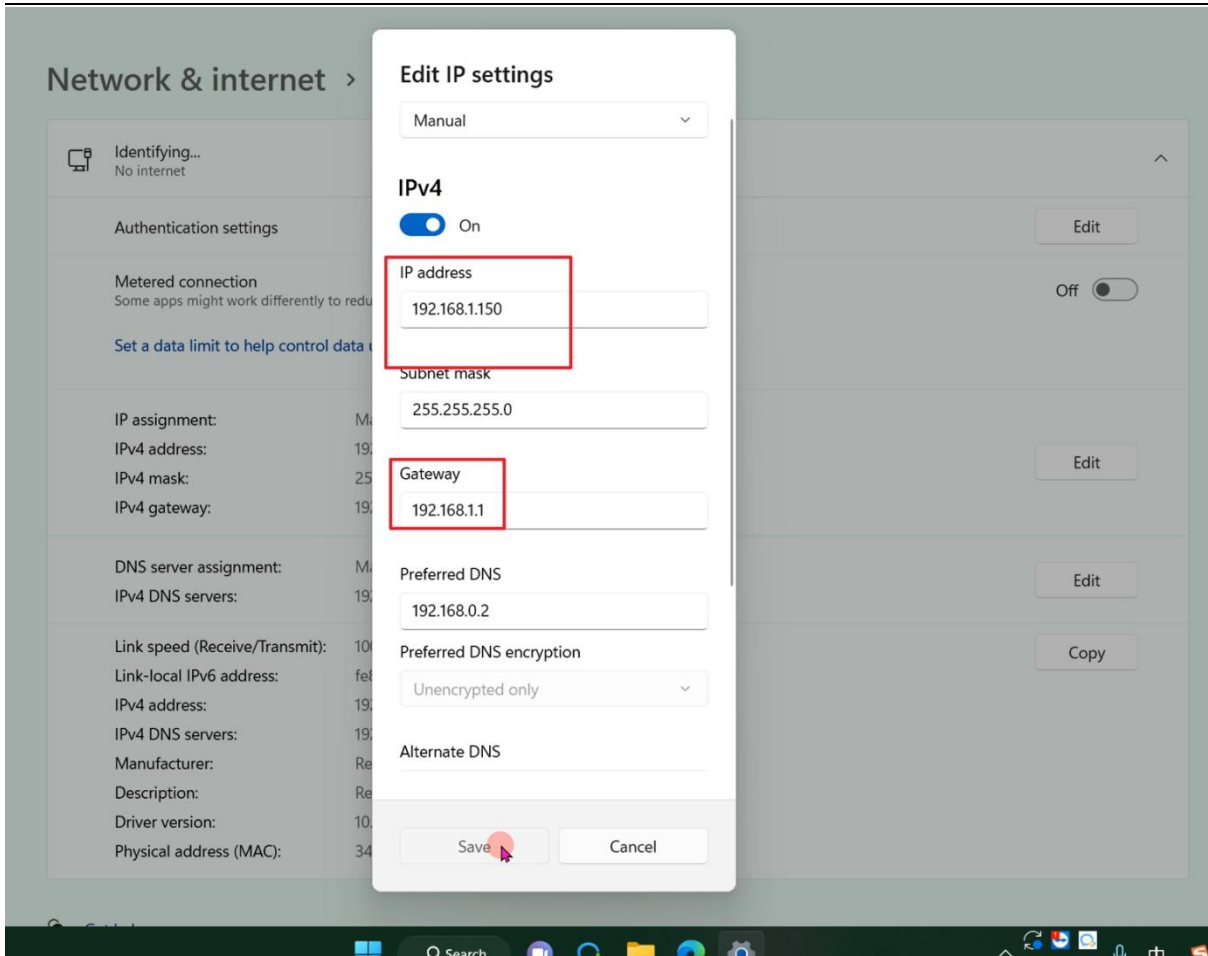 Network & internet >
Identifying...
No internet
Authentication settings
Edit
Metered connection
Some apps might work differently to
Off
Set a data limit to help control data
IP assignment:
IPv4 address:
IPv4 mask:
IPv4 gateway:
Edit
DNS server assignment:
IPv4 DNS servers:
Edit
Link speed (Receive/Transmit):
Link-local IPv6 address:
IPv4 address:
IPv4 DNS servers:
Manufacturer:
Description:
Driver version:
Physical address (MAC):
Copy
Edit IP settings
Manual
IPv4
On
IP address
192.168.1.150
Subnet mask
255.255.255.0
Gateway
192.168.1.1
Preferred DNS
192.168.0.2
Preferred DNS encryption
Unencrypted only
Alternate DNS
Save
Cancel
Search
中